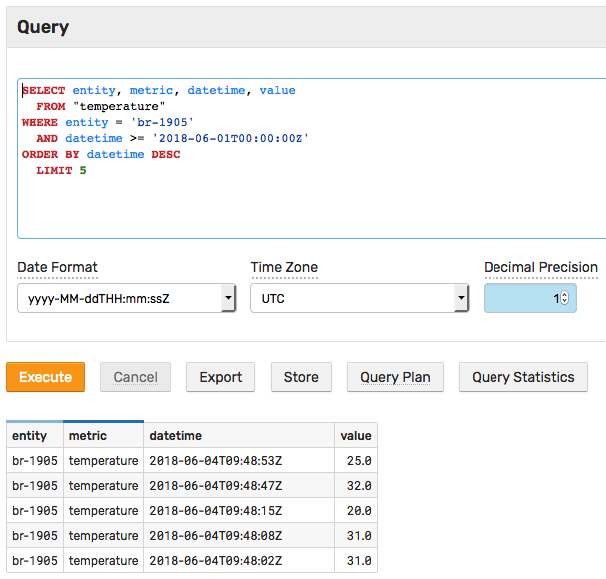 Query
SELECT entity, metric, datetime, value
FROM "temperature"
WHERE entity = 'br-1905'
AND datetime >= '2018-06-01T00:00:00Z'
ORDER BY datetime DESC
LIMIT 5
Date Format Time Zone Decimal Precision
yyyy-MM-ddTHH:mm:ssZ UTC 1
Execute Cancel Export Store Query Plan Query Statistics
entity metric datetime value
br-1905 temperature 2018-06-04T09:48:53Z 25.0
br-1905 temperature 2018-06-04T09:48:47Z 32.0
br-1905 temperature 2018-06-04T09:48:15Z 20.0
br-1905 temperature 2018-06-04T09:48:08Z 31.0
br-1905 temperature 2018-06-04T09:48:02Z 31.0